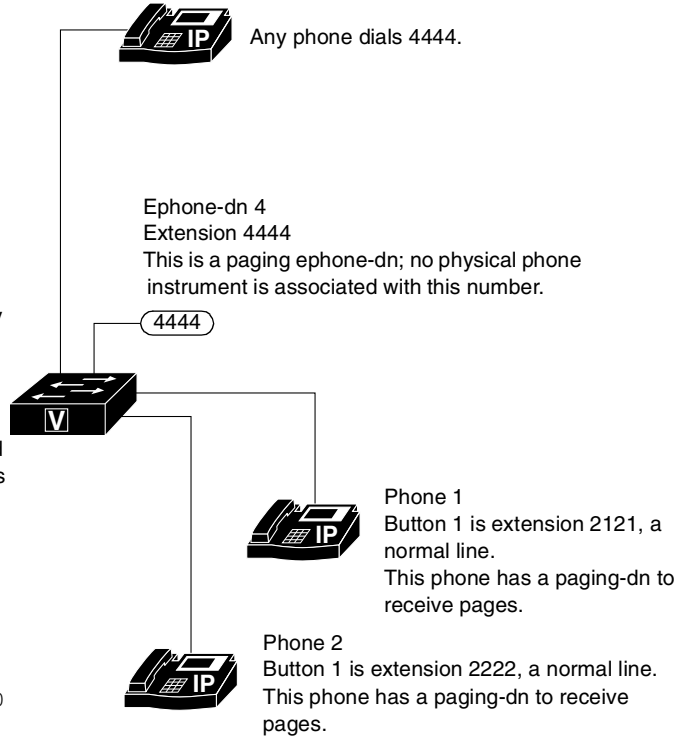 IP
Any phone dials 4444.
Ephone-dn 4
Extension 4444
This is a paging ephone-dn; no physical phone
instrument is associated with this number.
4444
V
IP
Phone 1
Button 1 is extension 2121, a
normal line.
This phone has a paging-dn to
receive pages.
IP
Phone 2
Button 1 is extension 2222, a normal line.
This phone has a paging-dn to receive
pages.